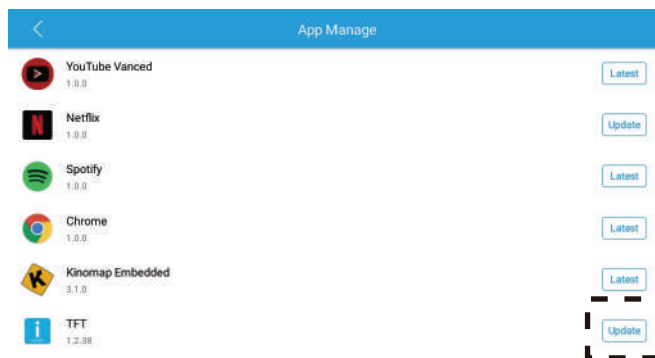 App Manage
YouTube Vanced
1.0.0
Latest
Netflix
1.0.0
Update
Spotify
1.0.0
Latest
Chrome
1.0.0
Latest
Kinomap Embedded
3.1.0
Latest
TFT
1.2.38
Update